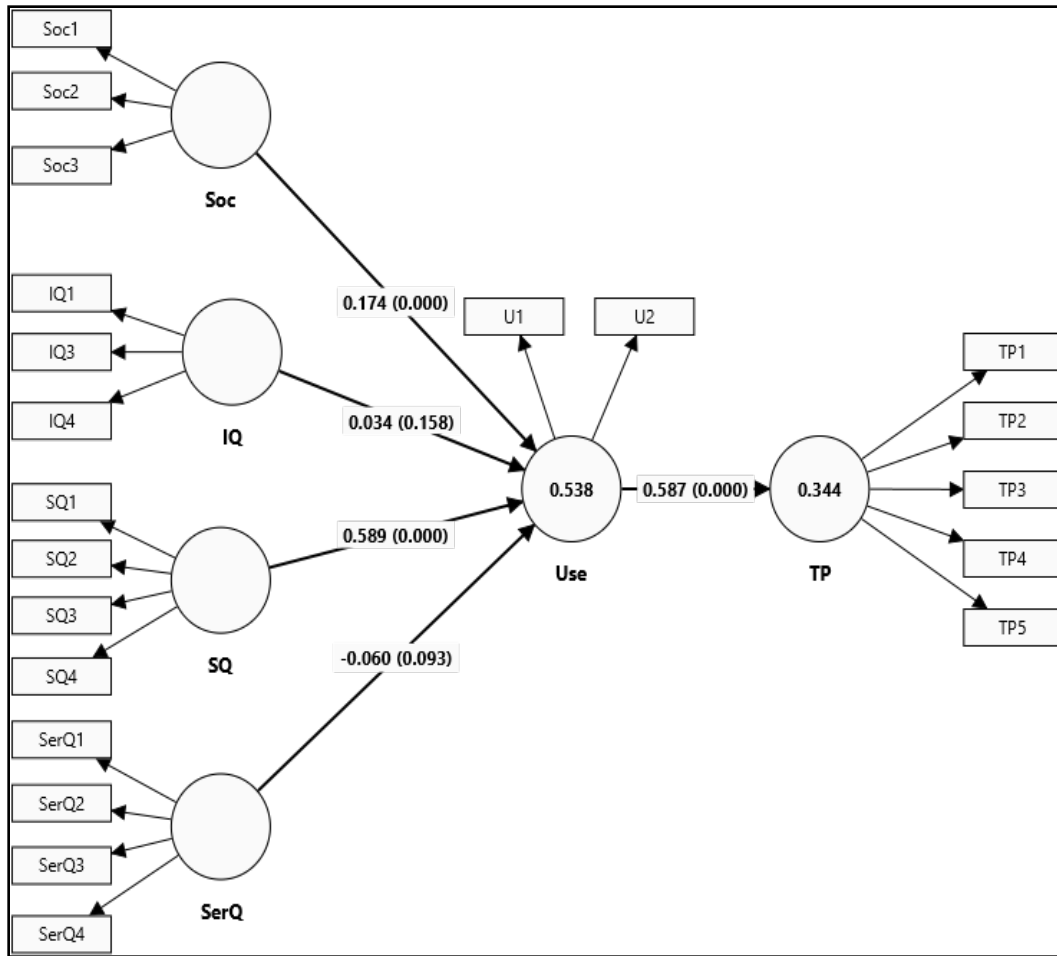 Soc1
Soc2
Soc3
Soc
0.174 (0.000)
IQ1
IQ3
IQ4
IQ
0.034 (0.158)
U1
U2
TP1
TP2
TP3
TP4
TP5
SQ1
SQ2
SQ3
SQ4
SQ
0.589 (0.000)
0.538
Use
0.587 (0.000)
0.344
TP
-0.060 (0.093)
SerQ1
SerQ2
SerQ3
SerQ4
SerQ